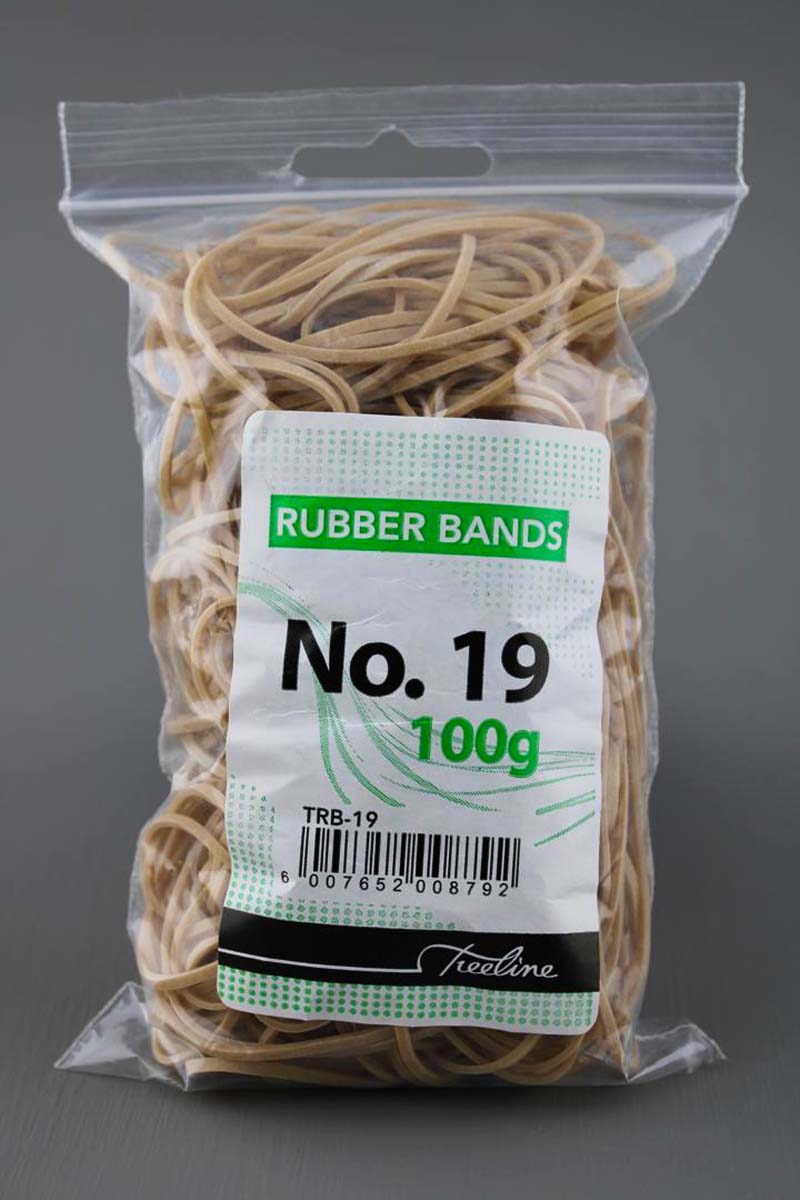 RUBBER BANDS
No. 19
100g
TRB-19
6 007652 008792
Treeline